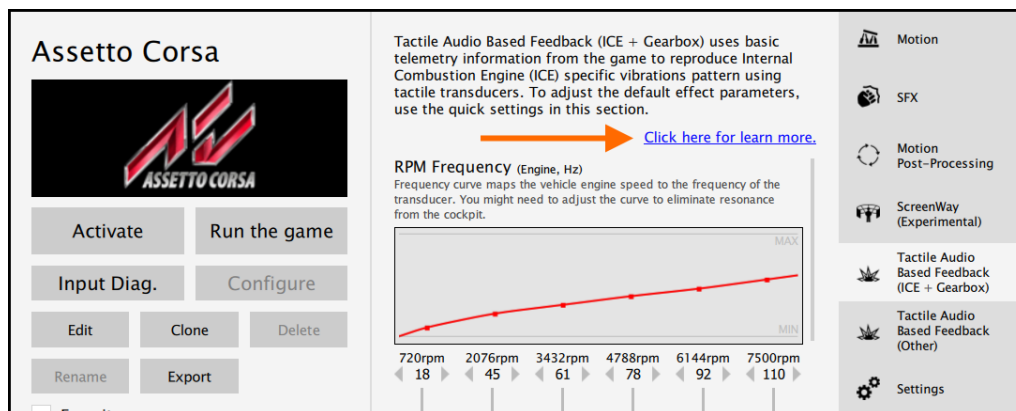 Assetto Corsa
ASSETTO CORSA
Activate
Run the game
Input Diag.
Configure
Edit
Clone
Delete
Rename
Export
Tactile Audio Based Feedback (ICE + Gearbox) uses basic
telemetry information from the game to reproduce Internal
Combustion Engine (ICE) specific vibrations pattern using
tactile transducers. To adjust the default effect parameters,
use the quick settings in this section.
Click here for learn more.
RPM Frequency (Engine, Hz)
Frequency curve maps the vehicle engine speed to the frequency of the
transducer. You might need to adjust the curve to eliminate resonance
from the cockpit.
MAX
MIN
720rpm 2076rpm 3432rpm 4788rpm 6144rpm 7500rpm
18 45 61 78 92 110
Motion
SFX
Motion
Post-Processing
ScreenWay
(Experimental)
Tactile Audio
Based Feedback
(ICE + Gearbox)
Tactile Audio
Based Feedback
(Other)
Settings